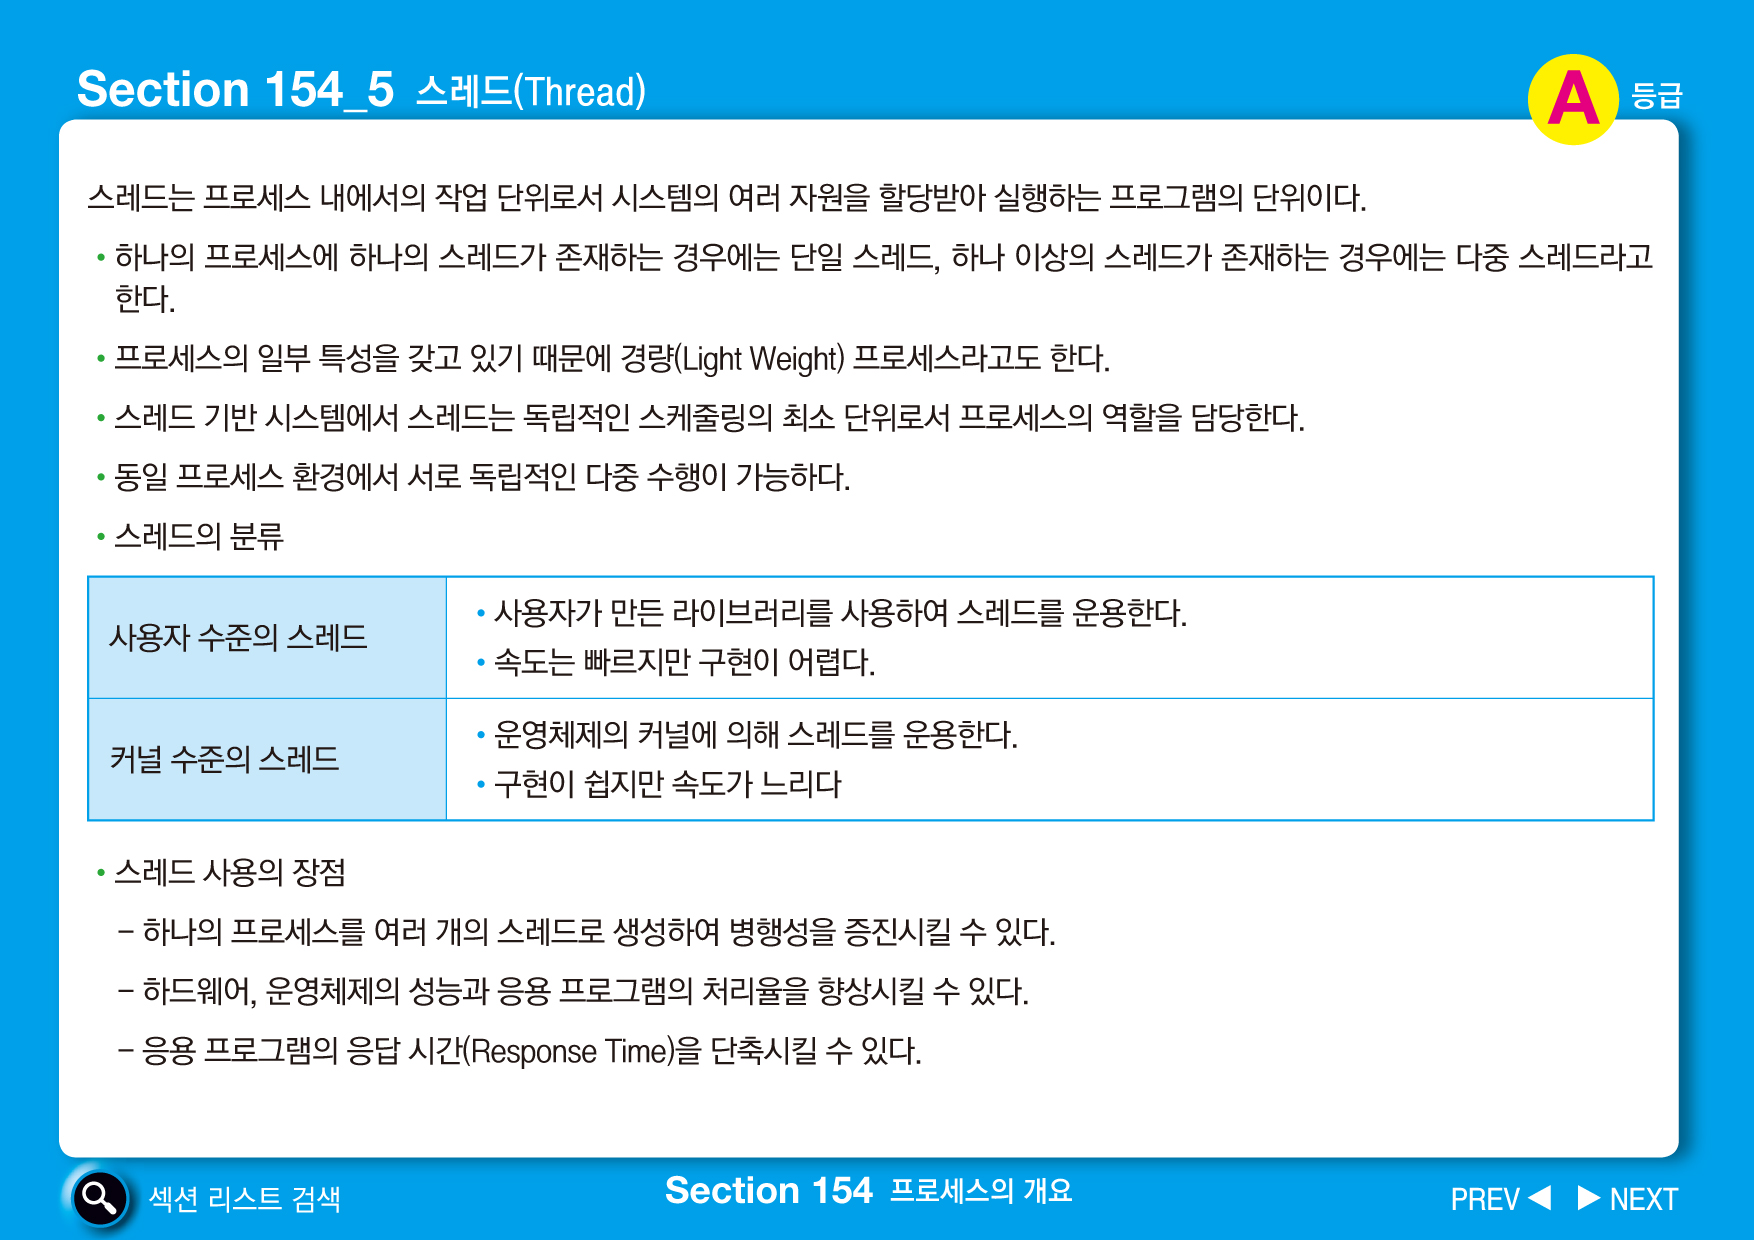 Section 154_5 스레드(Thread)
A 등급
스레드는 프로세스 내에서의 작업 단위로서 시스템의 여러 자원을 할당받아 실행하는 프로그램의 단위이다.
• 하나의 프로세스에 하나의 스레드가 존재하는 경우에는 단일 스레드, 하나 이상의 스레드가 존재하는 경우에는 다중 스레드라고
한다.
• 프로세스의 일부 특성을 갖고 있기 때문에 경량(Light Weight) 프로세스라고도 한다.
• 스레드 기반 시스템에서 스레드는 독립적인 스케줄링의 최소 단위로서 프로세스의 역할을 담당한다.
• 동일 프로세스 환경에서 서로 독립적인 다중 수행이 가능하다.
• 스레드의 분류
사용자 수준의 스레드
• 사용자가 만든 라이브러리를 사용하여 스레드를 운용한다.
• 속도는 빠르지만 구현이 어렵다.
커널 수준의 스레드
• 운영체제의 커널에 의해 스레드를 운용한다.
• 구현이 쉽지만 속도가 느리다
• 스레드 사용의 장점
– 하나의 프로세스를 여러 개의 스레드로 생성하여 병행성을 증진시킬 수 있다.
– 하드웨어, 운영체제의 성능과 응용 프로그램의 처리율을 향상시킬 수 있다.
– 응용 프로그램의 응답 시간(Response Time)을 단축시킬 수 있다.
섹션 리스트 검색
Section 154 프로세스의 개요
PREV ◀ ▶ NEXT